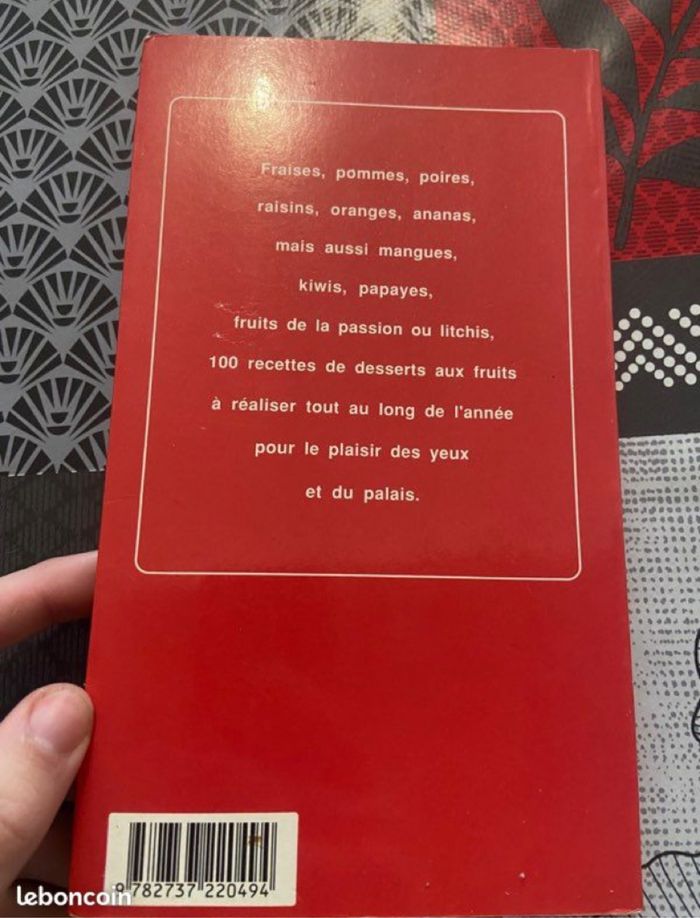 Fraises, pommes, poires,
raisins, oranges, ananas,
mais aussi mangues,
kiwis, papayes,
fruits de la passion ou litchis,
100 recettes de desserts aux fruits
à réaliser tout au long de l'année
pour le plaisir des yeux
et du palais.
9 782737 220494
leboncoin